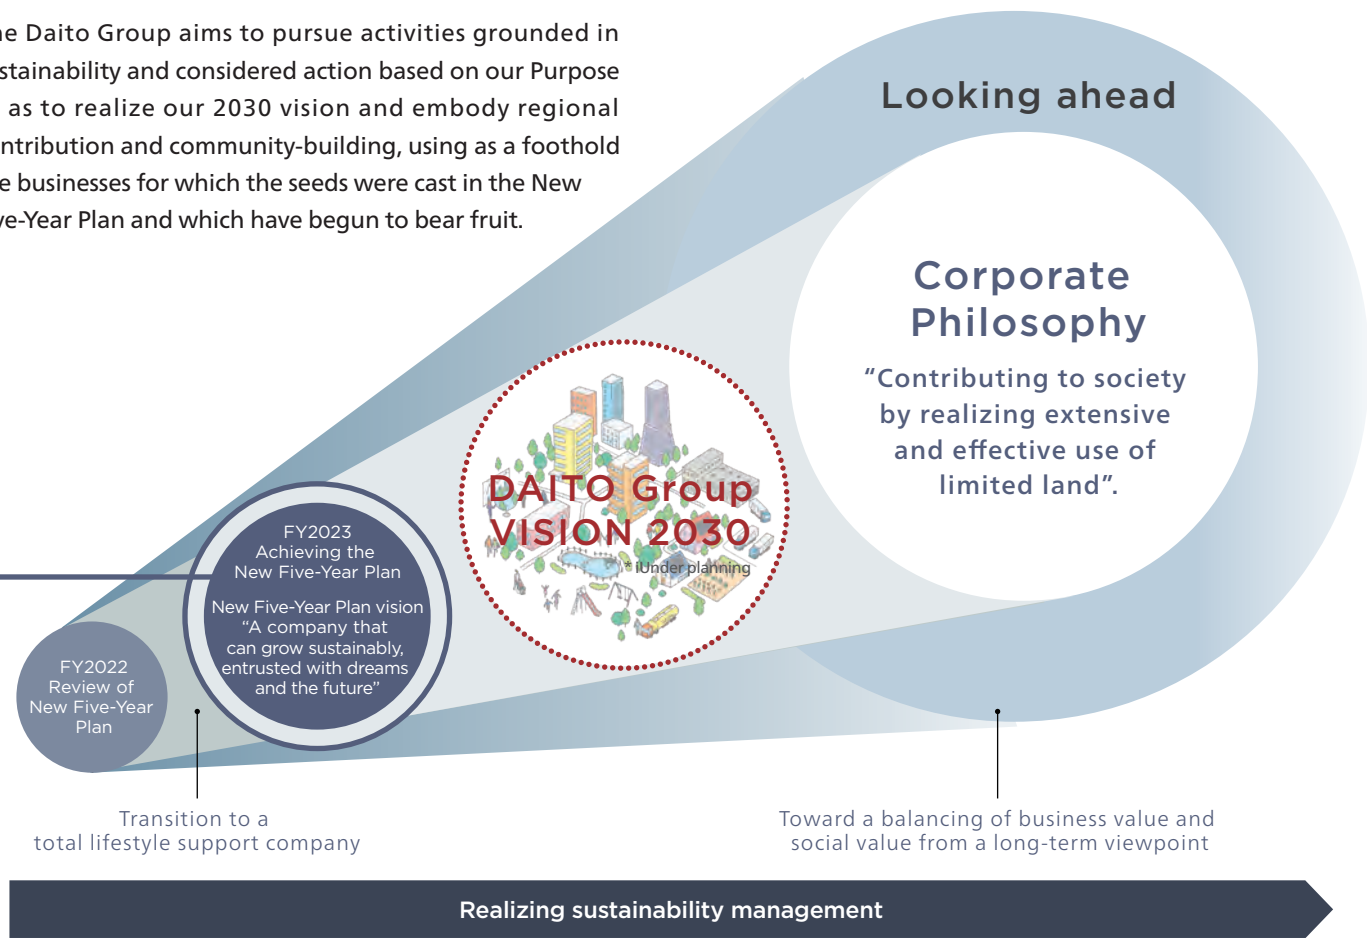 he Daito Group aims to pursue activities grounded in
stainability and considered action based on our Purpose
as to realize our 2030 vision and embody regional
ntribution and community-building, using as a foothold
e businesses for which the seeds were cast in the New
ve-Year Plan and which have begun to bear fruit.
Looking ahead
Corporate
Philosophy
“Contributing to society
by realizing extensive
and effective use of
limited land”.
DAITO Group
VISION 2030
* iUnder planning
FY2023
Achieving the
New Five-Year Plan
New Five-Year Plan vision
“A company that
can grow sustainably,
entrusted with dreams
and the future”
FY2022
Review of
New Five-Year
Plan
Transition to a
total lifestyle support company
Toward a balancing of business value and
social value from a long-term viewpoint
Realizing sustainability management